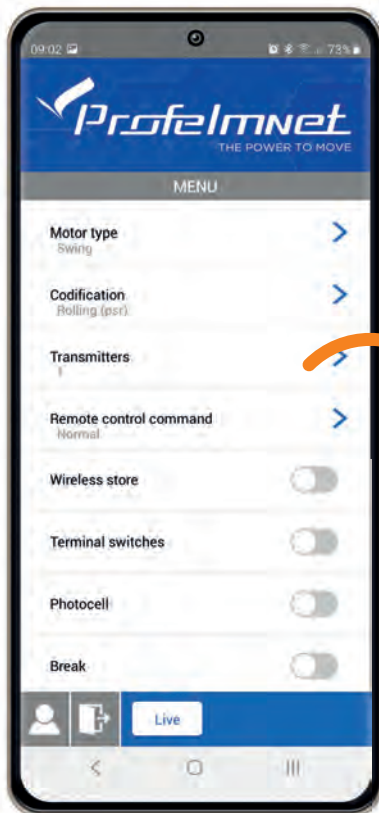 09:02
73%
Profelmnet
THE POWER TO MOVE
MENU
Motor type
Swing
Codification
Rolling (psr)
Transmitters
1
Remote control command
Normal
Wireless store
Terminal switches
Photocell
Break
Live